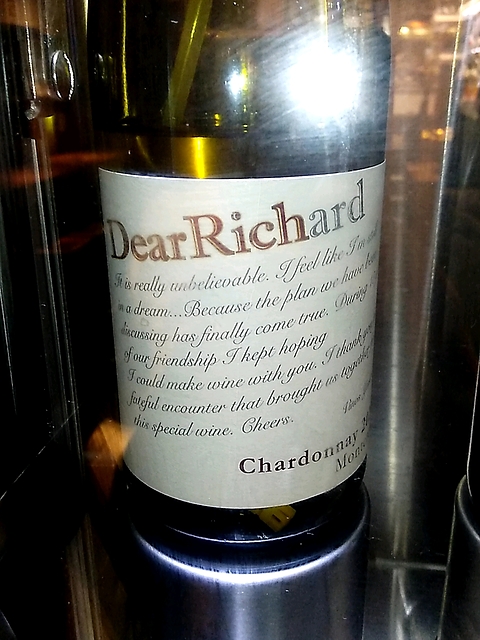 DearRichard
It is really unbelievable. I feel like I'm
in a dream...Because the plan we have been
discussing has finally come true. During
of our friendship I kept hoping
I could make wine with you. I thank you
fateful encounter that brought us together
this special wine. Cheers.
Chardonnay